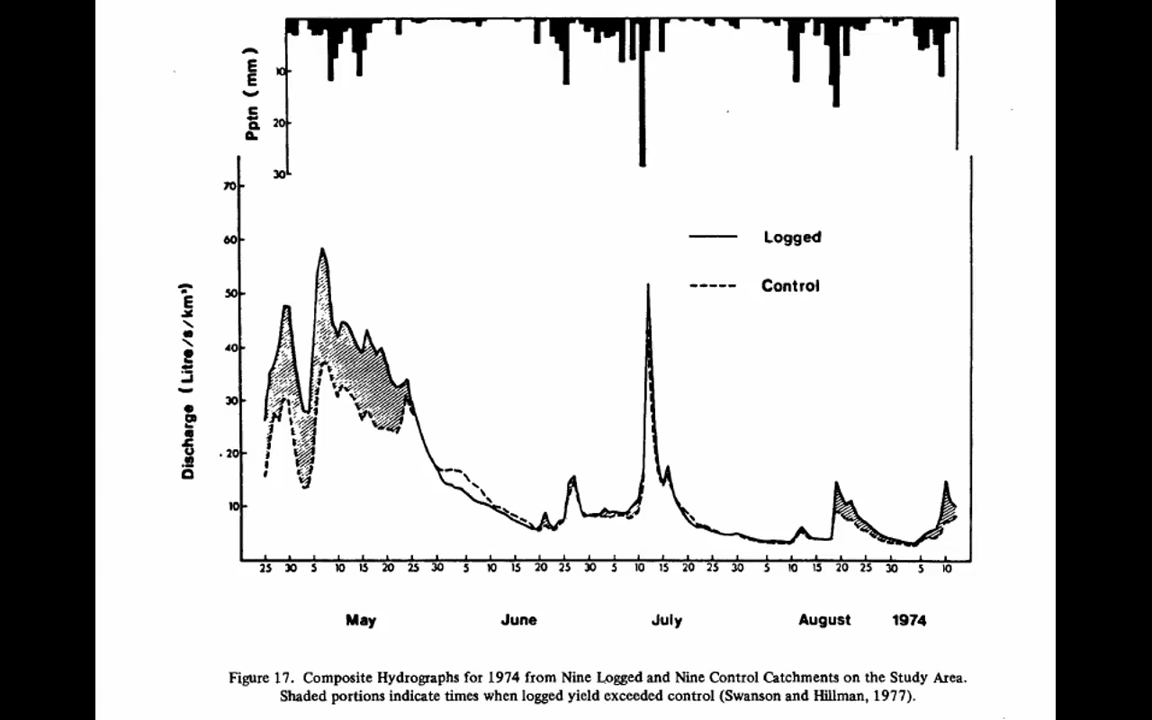 Pptn (mm)
10
20
30
70
60
50
40
30
20
10
Discharge (Litre/s/km²)
Logged
Control
25 30 5 10 15 20 25 30 5 10 15 20 25 30 5 10 15 20 25 30 5 10 15 20 25 30 5 10
May June July August 1974
Figure 17. Composite Hydrographs for 1974 from Nine Logged and Nine Control Catchments on the Study Area.
Shaded portions indicate times when logged yield exceeded control (Swanson and Hillman, 1977).